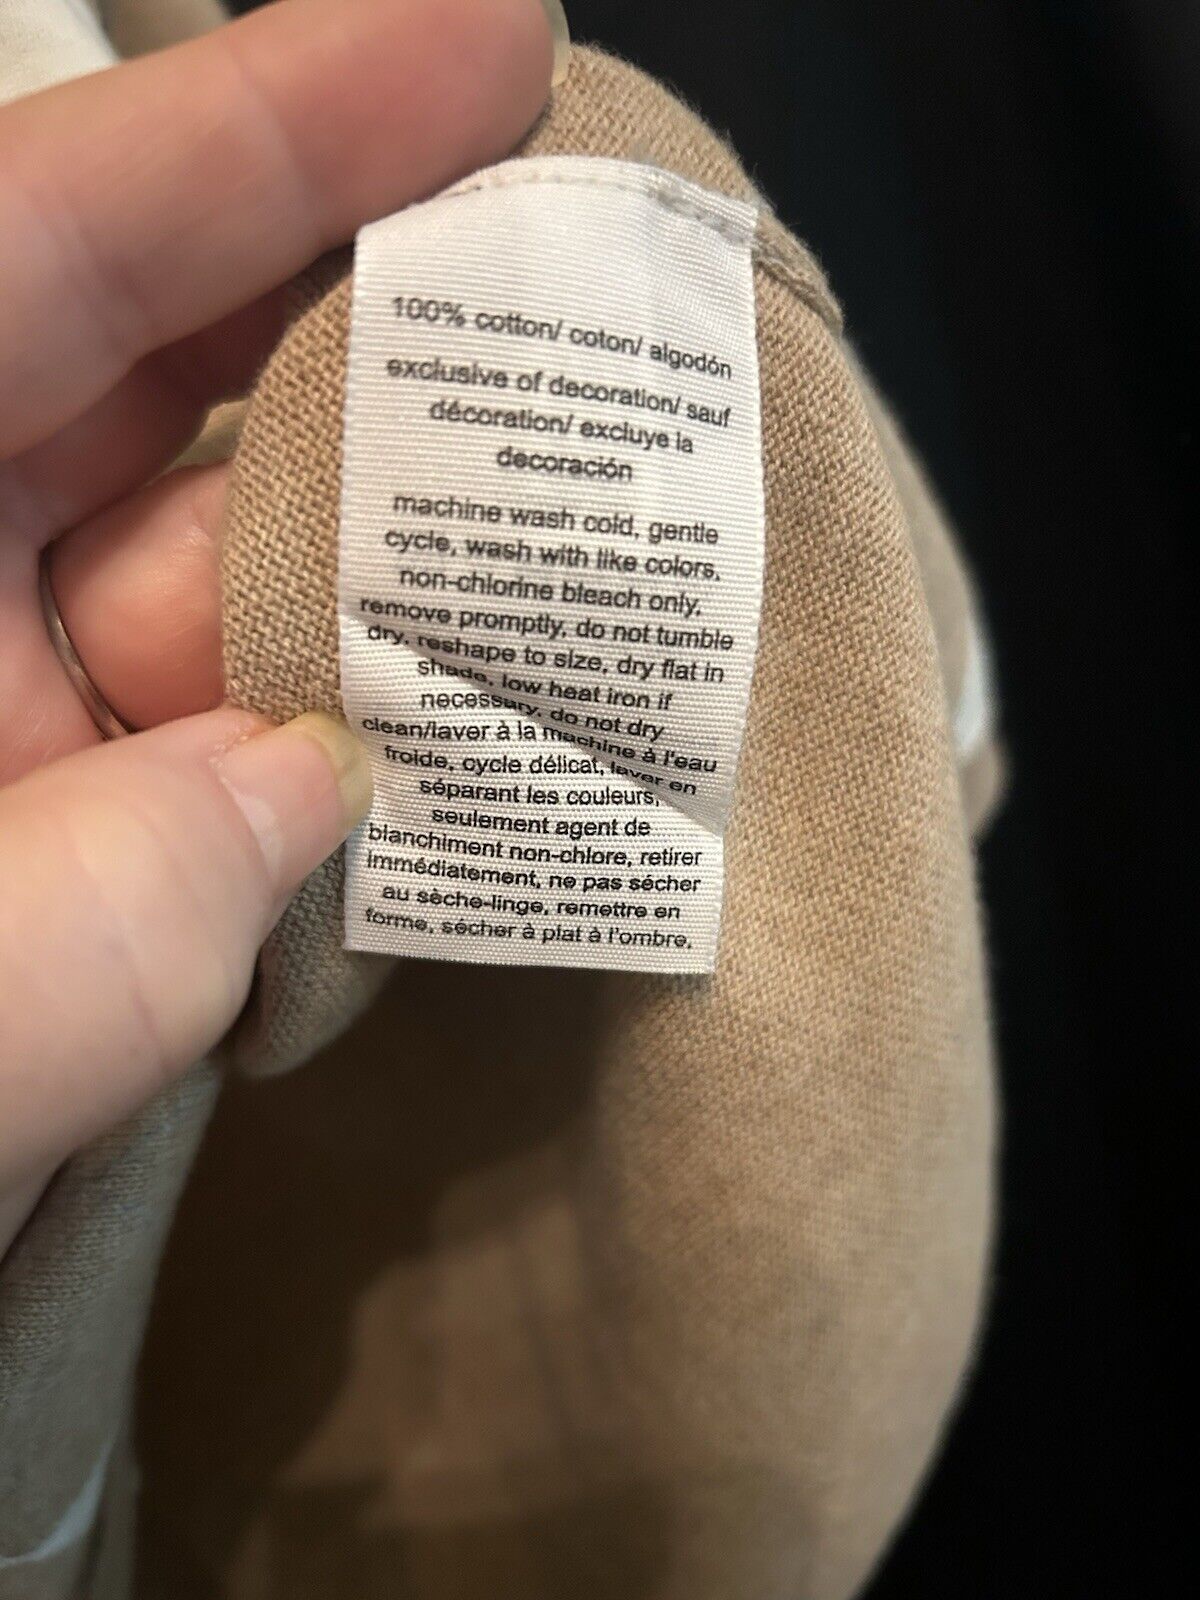 100% cotton/ coton/ algodón
exclusive of decoration/ sauf
décoration/ excluye la
decoración
machine wash cold, gentle
cycle, wash with like colors,
non-chlorine bleach only,
remove promptly, do not tumble
dry, reshape to size, dry flat in
shade, low heat iron if
necessary, do not dry
clean/laver à la machine à l'eau
froide, cycle délicat, laver en
séparant les couleurs,
seulement agent de
blanchiment non-chlore, retirer
immédiatement, ne pas sécher
au sèche-linge, remettre en
forme, sécher à plat à l'ombre,